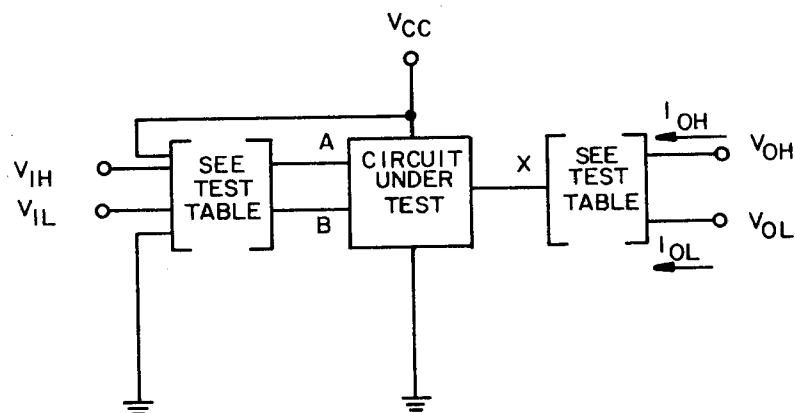 VCC
IOH
A
SEE
TEST
TABLE
CIRCUIT
UNDER
TEST
X
SEE
TEST
TABLE
VOH
VIH
VIL
B
VOL
IOL